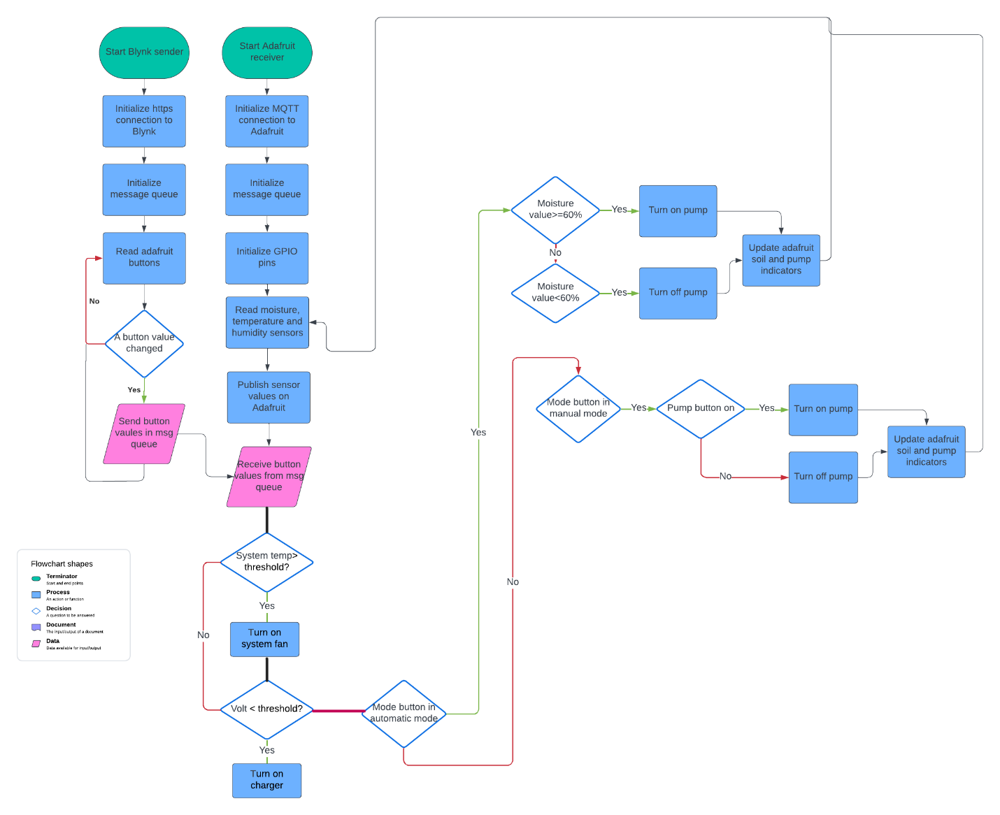 Start Blynk sender
Start Adafruit
receiver
Initialize https
connection to
Blynk
Initialize MQTT
connection to
Adafruit
Initialize
message queue
Initialize
message queue
Read adafruit
buttons
Initialize GPIO
pins
No
A button value
changed
Read moisture,
temperature and
humidity sensors
Yes
Send button
vaules in msg
queue
Publish sensor
values on
Adafruit
Receive button
values from msg
queue
System temp>
threshold?
Yes
No
Turn on
system fan
Volt < threshold?
Yes
Turn on
charger
Mode button in
automatic mode
Yes
No
Moisture
value>=60%
Yes
Turn on pump
No
Moisture
value<60%
Yes
Turn off pump
Update adafruit
soil and pump
indicators
Mode button in
manual mode
Yes
Pump button on
Yes
Turn on pump
No
Turn off pump
Update adafruit
soil and pump
indicators
Flowchart shapes
Terminator
Start and end points
Process
An action or function
Decision
A question to be answered
Document
The input/output of a document
Data
Data available for input/output